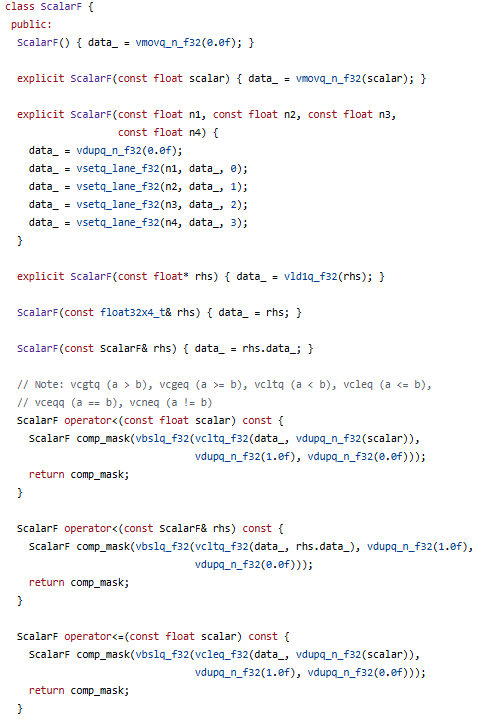 class ScalarF {
 public:
  ScalarF() { data_ = vmovq_n_f32(0.0f); }

  explicit ScalarF(const float scalar) { data_ = vmovq_n_f32(scalar); }

  explicit ScalarF(const float n1, const float n2, const float n3,
                   const float n4) {
    data_ = vdupq_n_f32(0.0f);
    data_ = vsetq_lane_f32(n1, data_, 0);
    data_ = vsetq_lane_f32(n2, data_, 1);
    data_ = vsetq_lane_f32(n3, data_, 2);
    data_ = vsetq_lane_f32(n4, data_, 3);
  }

  explicit ScalarF(const float* rhs) { data_ = vld1q_f32(rhs); }

  ScalarF(const float32x4_t& rhs) { data_ = rhs; }

  ScalarF(const ScalarF& rhs) { data_ = rhs.data_; }

  // Note: vcgtq (a > b), vcgeq (a >= b), vcltq (a < b), vcleq (a <= b),
  // vceqq (a == b), vcneq (a != b)
  ScalarF operator<(const float scalar) const {
    ScalarF comp_mask(vbslq_f32(vcltq_f32(data_, vdupq_n_f32(scalar)),
                                vdupq_n_f32(1.0f), vdupq_n_f32(0.0f)));
    return comp_mask;
  }

  ScalarF operator<(const ScalarF& rhs) const {
    ScalarF comp_mask(vbslq_f32(vcltq_f32(data_, rhs.data_), vdupq_n_f32(1.0f),
                                vdupq_n_f32(0.0f)));
    return comp_mask;
  }

  ScalarF operator<=(const float scalar) const {
    ScalarF comp_mask(vbslq_f32(vcleq_f32(data_, vdupq_n_f32(scalar)),
                                vdupq_n_f32(1.0f), vdupq_n_f32(0.0f)));
    return comp_mask;
  }